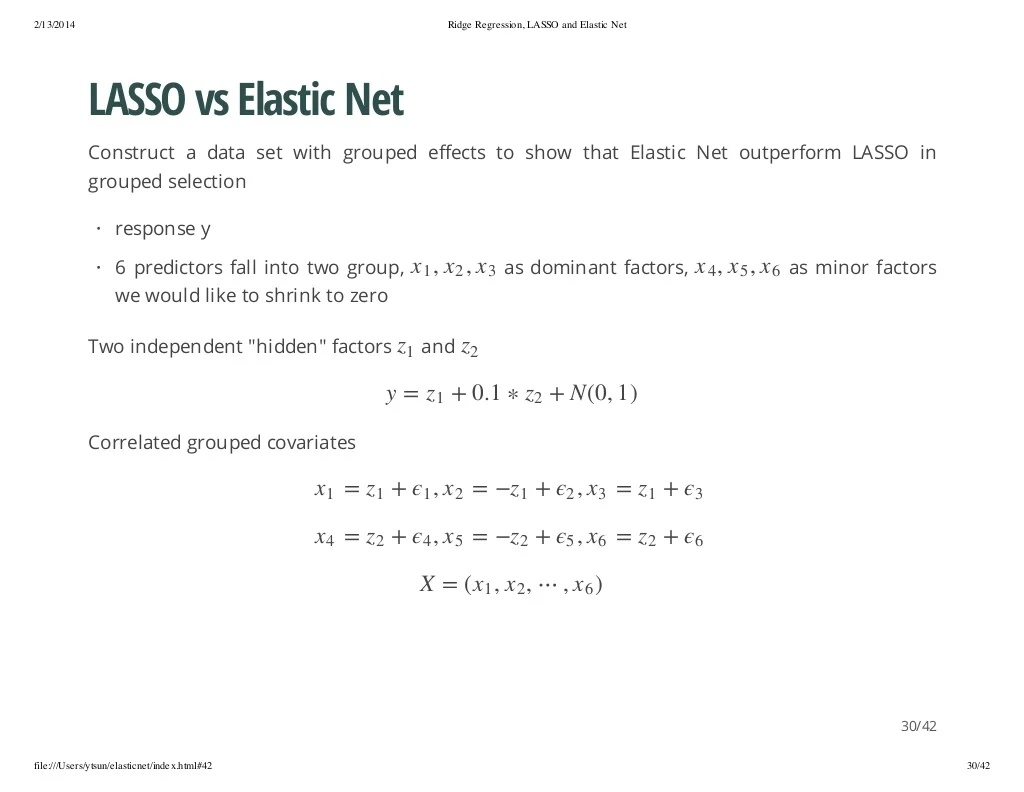 2/13/2014 Ridge Regression, LASSO and Elastic Net
LASSO vs Elastic Net
Construct a data set with grouped effects to show that Elastic Net outperform LASSO in
grouped selection
· response y
· 6 predictors fall into two group, x₁, x₂, x₃ as dominant factors, x₄, x₅, x₆ as minor factors
we would like to shrink to zero
Two independent "hidden" factors z₁ and z₂
y = z₁ + 0.1 ∗ z₂ + N(0, 1)
Correlated grouped covariates
x₁ = z₁ + ϵ₁, x₂ = −z₁ + ϵ₂, x₃ = z₁ + ϵ₃
x₄ = z₂ + ϵ₄, x₅ = −z₂ + ϵ₅, x₆ = z₂ + ϵ₆
X = (x₁, x₂, ⋯ , x₆)
30/42
file:///Users/ytsun/elasticnet/index.html#42 30/42